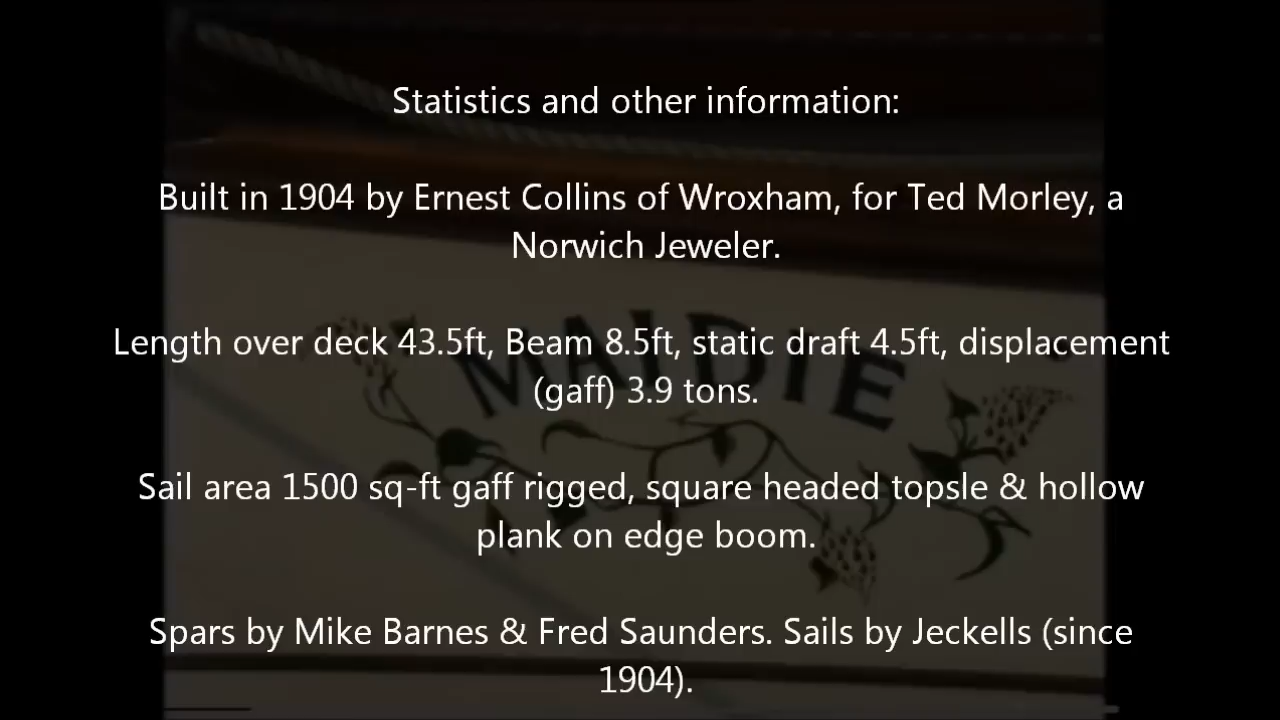 Statistics and other information:
Built in 1904 by Ernest Collins of Wroxham, for Ted Morley, a
Norwich Jeweler.
Length over deck 43.5ft, Beam 8.5ft, static draft 4.5ft, displacement
(gaff) 3.9 tons.
MAIDIE
Sail area 1500 sq-ft gaff rigged, square headed topsle & hollow
plank on edge boom.
Spars by Mike Barnes & Fred Saunders. Sails by Jeckells (since
1904).